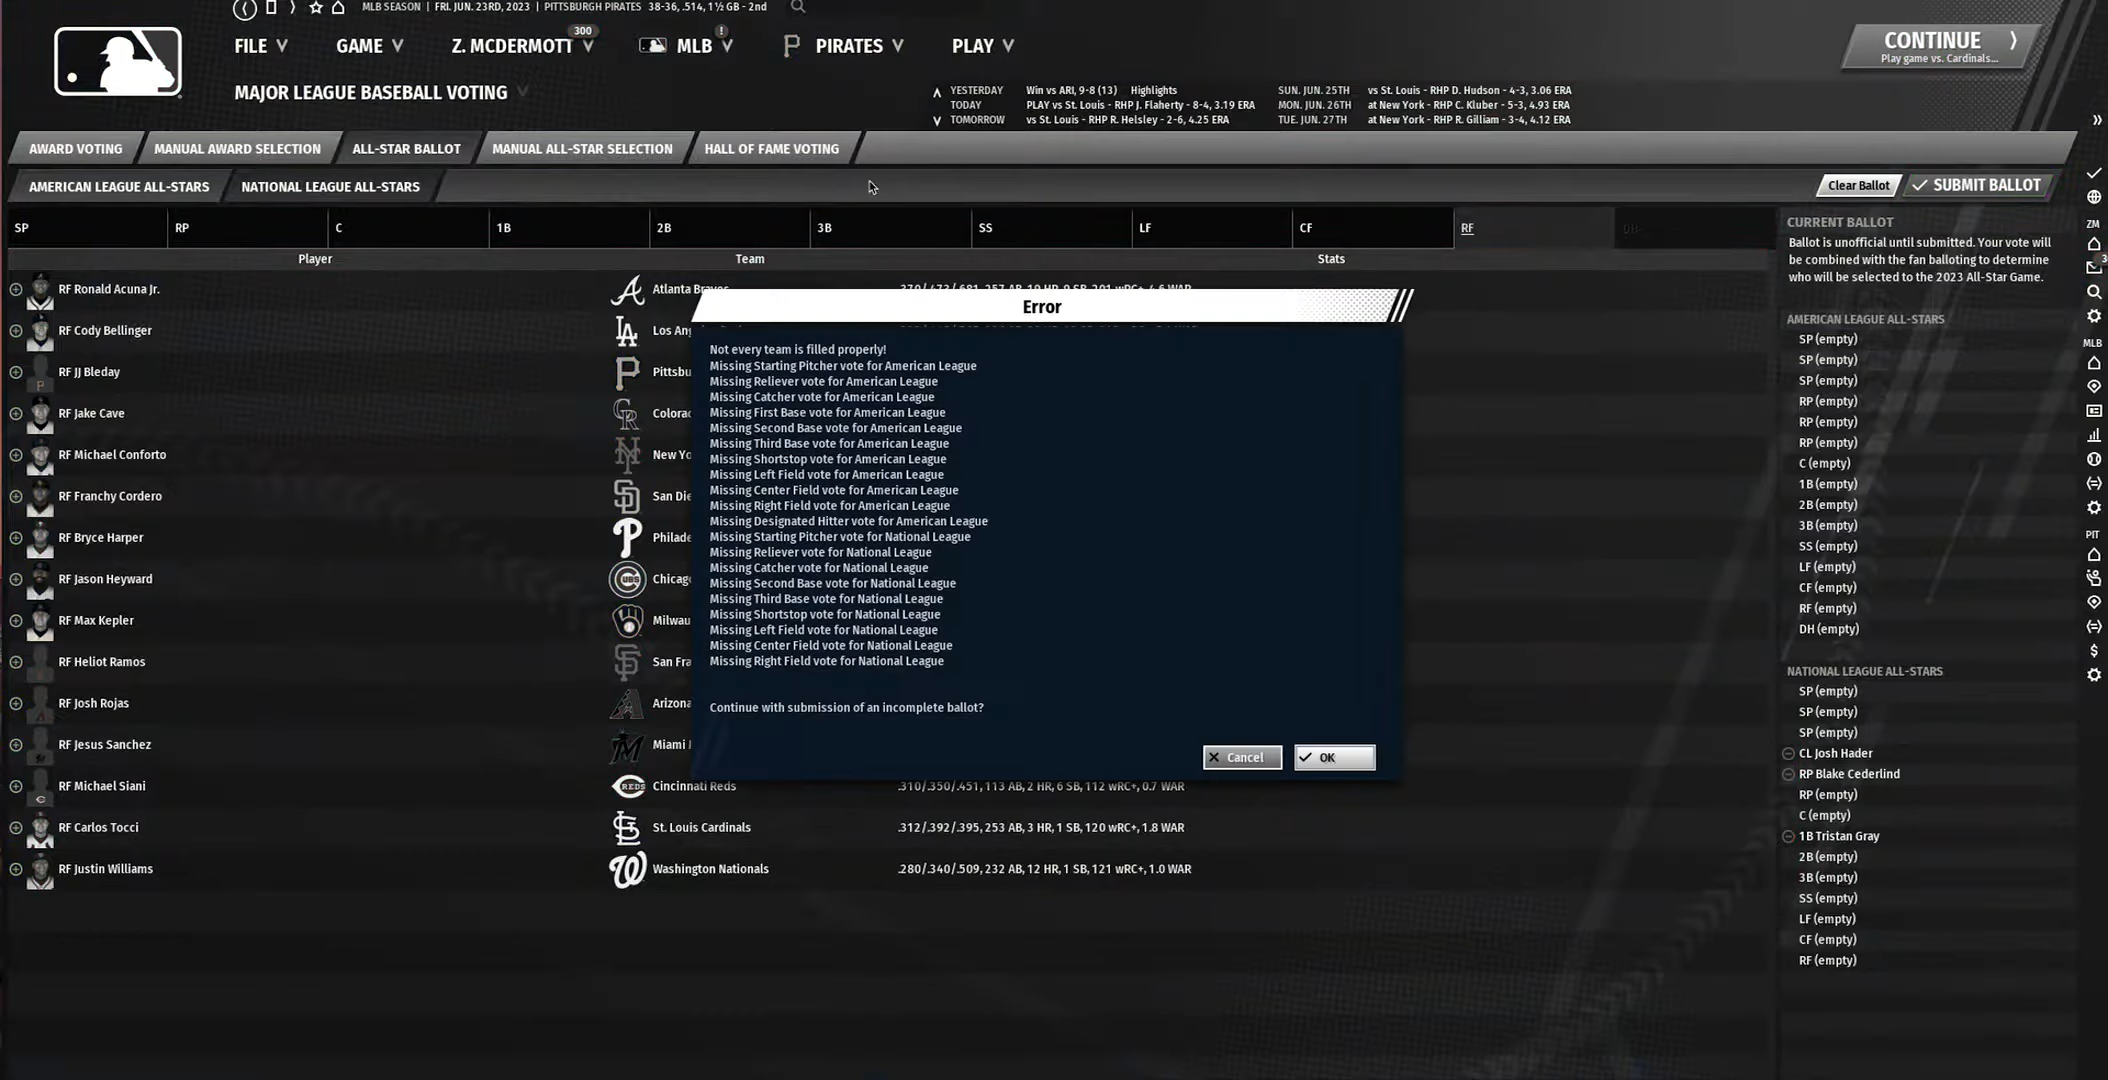 MLB SEASON | FRI. JUN. 23RD, 2023 | PITTSBURGH PIRATES 38-36, .514, 1½ GB - 2nd
FILE
GAME
Z. MCDERMOTT
300
MLB
!
PIRATES
PLAY
CONTINUE
Play game vs. Cardinals...
MAJOR LEAGUE BASEBALL VOTING
YESTERDAY Win vs ARI, 9-8 (13) Highlights SUN. JUN. 25TH vs St. Louis - RHP D. Hudson - 4-3, 3.06 ERA
TODAY PLAY vs St. Louis - RHP J. Flaherty - 8-4, 3.19 ERA MON. JUN. 26TH at New York - RHP C. Kluber - 5-3, 4.93 ERA
TOMORROW vs St. Louis - RHP R. Helsley - 2-6, 4.25 ERA TUE. JUN. 27TH at New York - RHP R. Gilliam - 3-4, 4.12 ERA
AWARD VOTING MANUAL AWARD SELECTION ALL-STAR BALLOT MANUAL ALL-STAR SELECTION HALL OF FAME VOTING
AMERICAN LEAGUE ALL-STARS NATIONAL LEAGUE ALL-STARS Clear Ballot SUBMIT BALLOT
SP RP C 1B 2B 3B SS LF CF RF DH
Player Team Stats
RF Ronald Acuna Jr. Atlanta Braves
RF Cody Bellinger Los Ang
RF JJ Bleday Pittsbu
RF Jake Cave Colorad
RF Michael Conforto New Yo
RF Franchy Cordero San Die
RF Bryce Harper Philade
RF Jason Heyward Chicag
RF Max Kepler Milwau
RF Heliot Ramos San Fra
RF Josh Rojas Arizona
RF Jesus Sanchez Miami
RF Michael Siani Cincinnati Reds .310/.350/.451, 113 AB, 2 HR, 6 SB, 112 wRC+, 0.7 WAR
RF Carlos Tocci St. Louis Cardinals .312/.392/.395, 253 AB, 3 HR, 1 SB, 120 wRC+, 1.8 WAR
RF Justin Williams Washington Nationals .280/.340/.509, 232 AB, 12 HR, 1 SB, 121 wRC+, 1.0 WAR
Error
Not every team is filled properly!
Missing Starting Pitcher vote for American League
Missing Reliever vote for American League
Missing Catcher vote for American League
Missing First Base vote for American League
Missing Second Base vote for American League
Missing Third Base vote for American League
Missing Shortstop vote for American League
Missing Left Field vote for American League
Missing Center Field vote for American League
Missing Right Field vote for American League
Missing Designated Hitter vote for American League
Missing Starting Pitcher vote for National League
Missing Reliever vote for National League
Missing Catcher vote for National League
Missing Second Base vote for National League
Missing Third Base vote for National League
Missing Shortstop vote for National League
Missing Left Field vote for National League
Missing Center Field vote for National League
Missing Right Field vote for National League
Continue with submission of an incomplete ballot?
Cancel OK
CURRENT BALLOT
Ballot is unofficial until submitted. Your vote will
be combined with the fan balloting to determine
who will be selected to the 2023 All-Star Game.
AMERICAN LEAGUE ALL-STARS
SP (empty)
SP (empty)
SP (empty)
RP (empty)
RP (empty)
RP (empty)
C (empty)
1B (empty)
2B (empty)
3B (empty)
SS (empty)
LF (empty)
CF (empty)
RF (empty)
DH (empty)
NATIONAL LEAGUE ALL-STARS
SP (empty)
SP (empty)
SP (empty)
CL Josh Hader
RP Blake Cederlind
RP (empty)
C (empty)
1B Tristan Gray
2B (empty)
3B (empty)
SS (empty)
LF (empty)
CF (empty)
RF (empty)
ZM
3
MLB
PIT
$